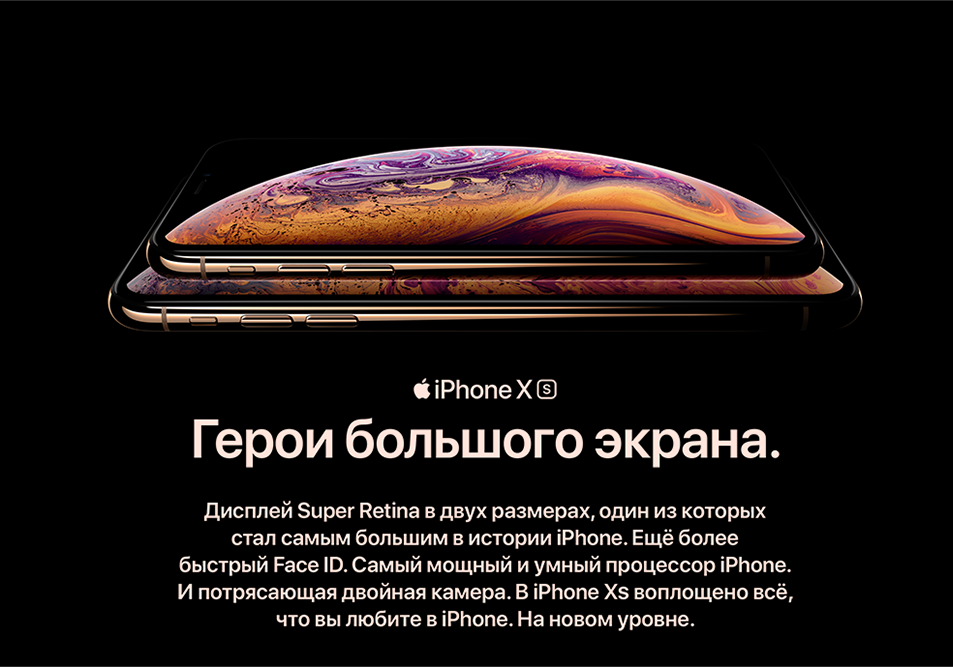 iPhone XS
Герои большого экрана.
Дисплей Super Retina в двух размерах, один из которых
стал самым большим в истории iPhone. Ещё более
быстрый Face ID. Самый мощный и умный процессор iPhone.
И потрясающая двойная камера. В iPhone Xs воплощено всё,
что вы любите в iPhone. На новом уровне.